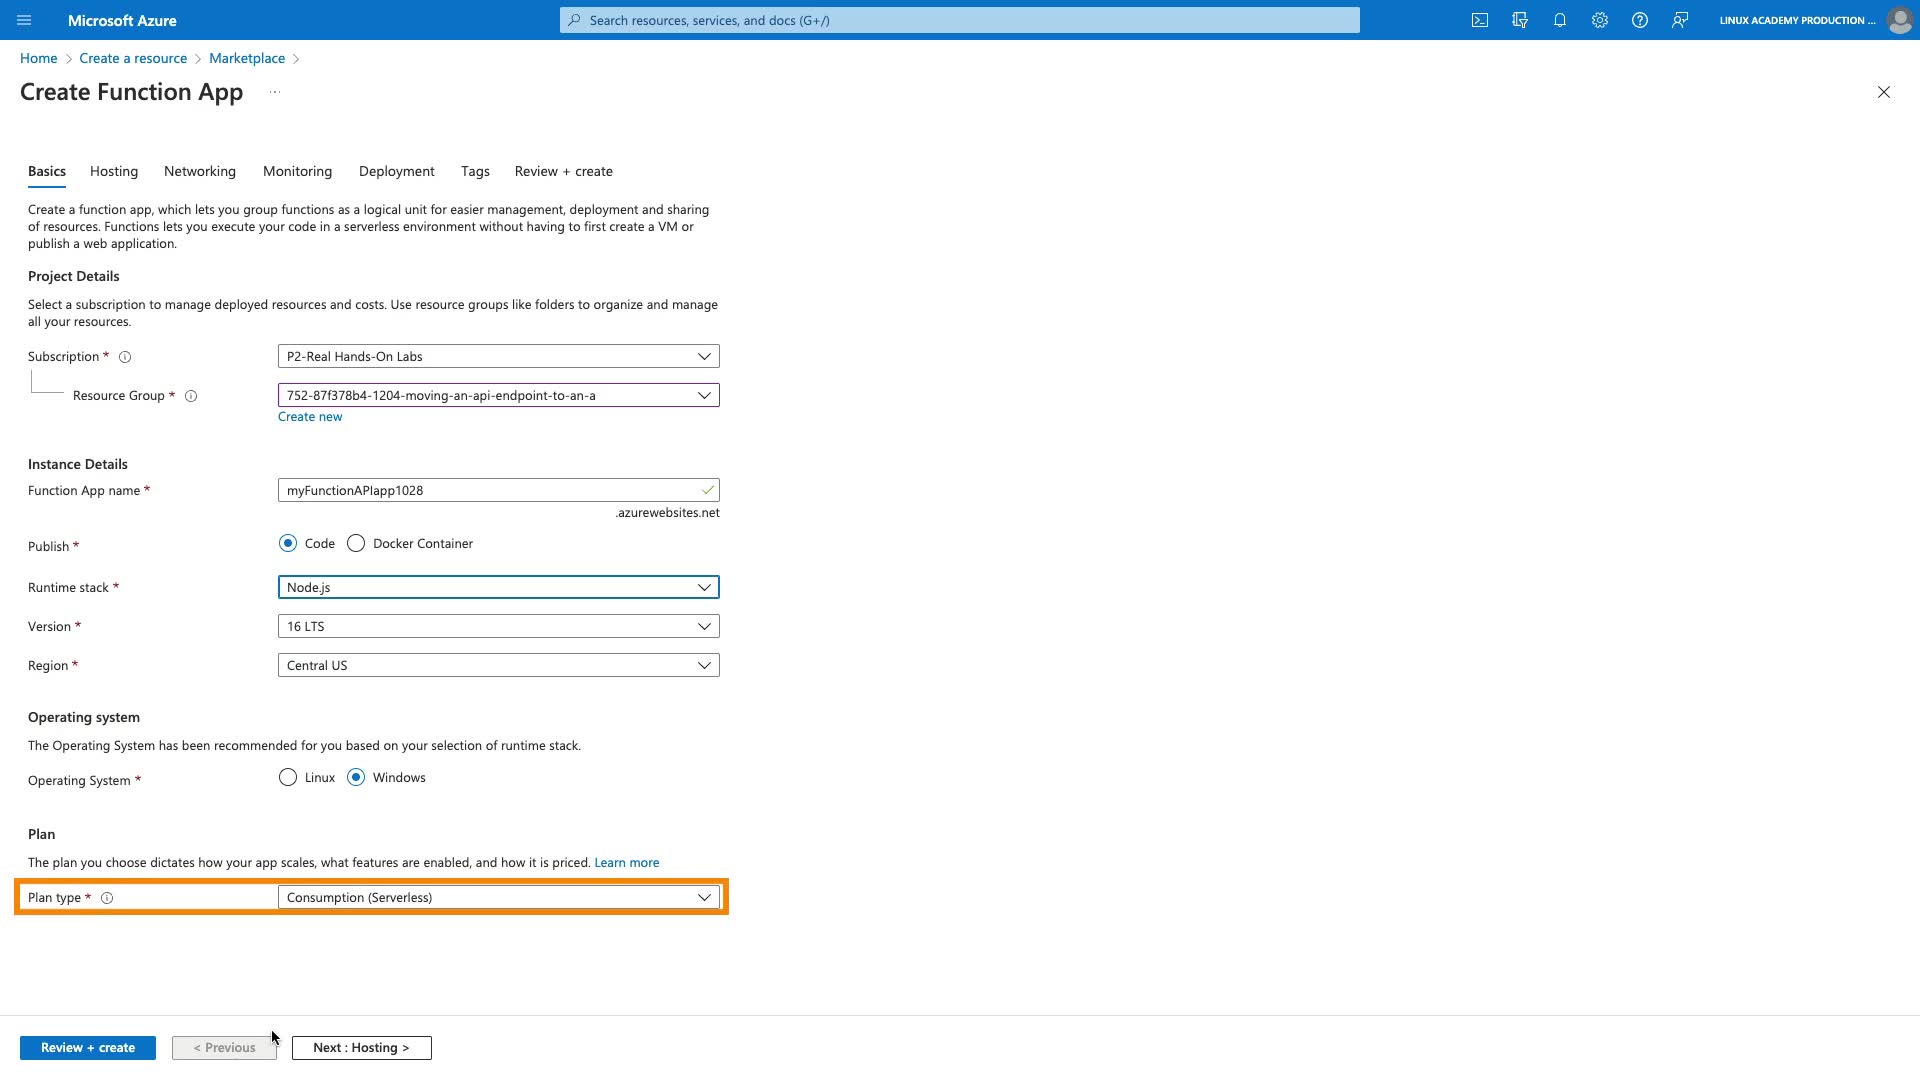 Microsoft Azure
Search resources, services, and docs (G+/)
LINUX ACADEMY PRODUCTION ...
Home > Create a resource > Marketplace >
Create Function App ...
Basics Hosting Networking Monitoring Deployment Tags Review + create
Create a function app, which lets you group functions as a logical unit for easier management, deployment and sharing
of resources. Functions lets you execute your code in a serverless environment without having to first create a VM or
publish a web application.
Project Details
Select a subscription to manage deployed resources and costs. Use resource groups like folders to organize and manage
all your resources.
Subscription * P2-Real Hands-On Labs
Resource Group * 752-87f378b4-1204-moving-an-api-endpoint-to-an-a
Create new
Instance Details
Function App name * myFunctionAPIapp1028
.azurewebsites.net
Publish * Code Docker Container
Runtime stack * Node.js
Version * 16 LTS
Region * Central US
Operating system
The Operating System has been recommended for you based on your selection of runtime stack.
Operating System * Linux Windows
Plan
The plan you choose dictates how your app scales, what features are enabled, and how it is priced. Learn more
Plan type * Consumption (Serverless)
Review + create < Previous Next : Hosting >